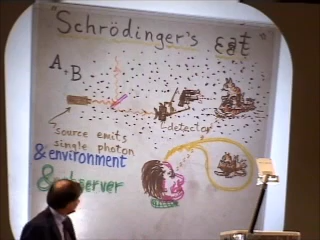 "Schrödinger's cat
A, B,
detector
source emits
single photon
& environment
& observer